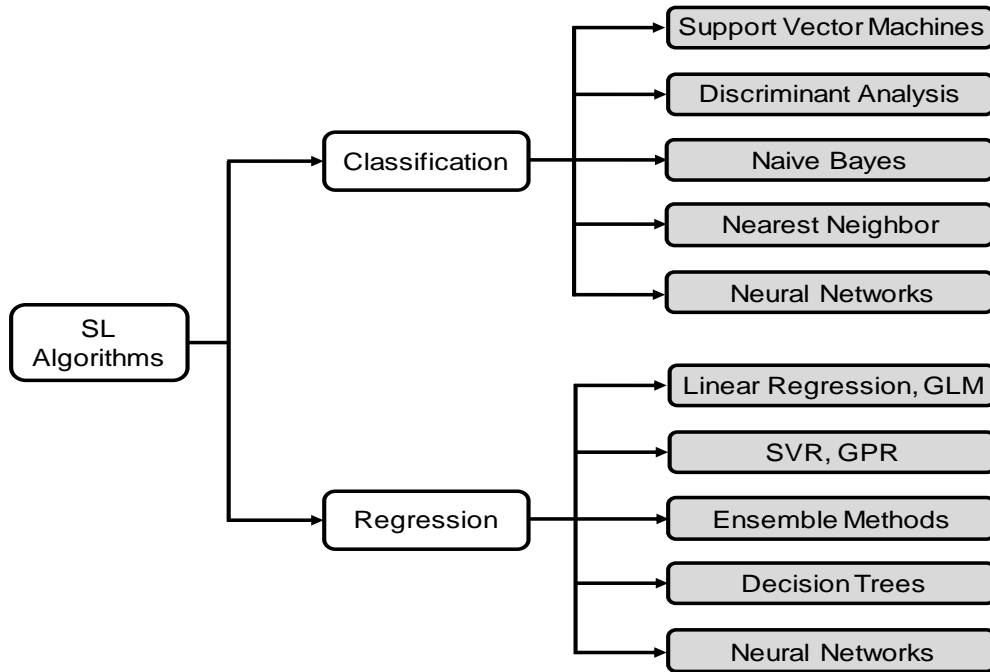 Support Vector Machines
Discriminant Analysis
Classification
Naive Bayes
Nearest Neighbor
Neural Networks
SL
Algorithms
Linear Regression, GLM
SVR, GPR
Regression
Ensemble Methods
Decision Trees
Neural Networks